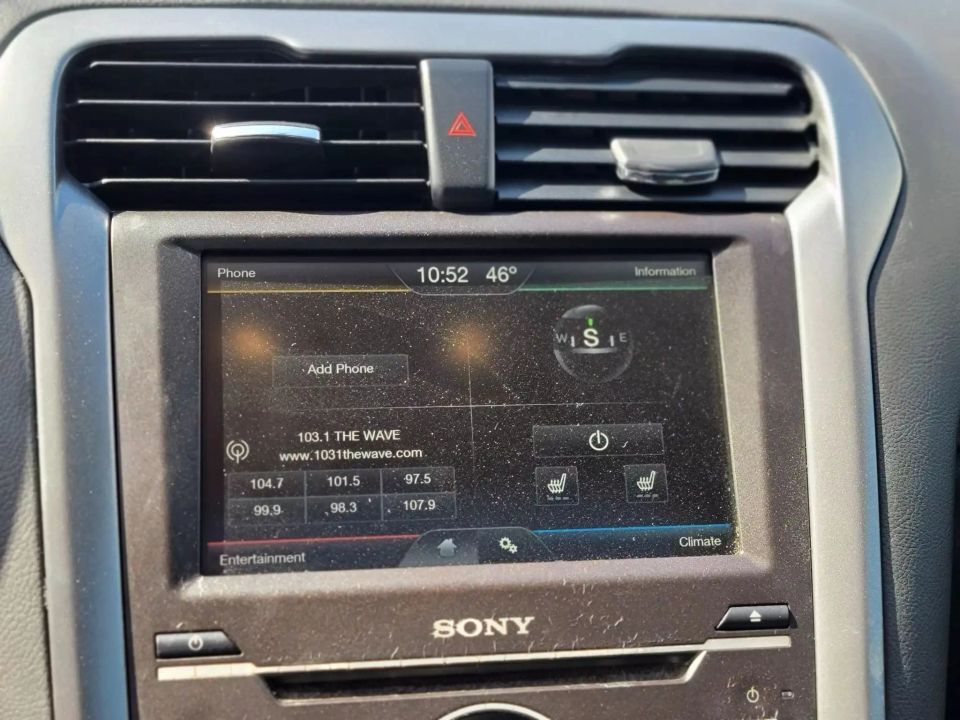 Phone
10:52 46°
Information
W S E
Add Phone
103.1 THE WAVE
www.1031thewave.com
104.7 101.5 97.5
99.9 98.3 107.9
Entertainment
Climate
SONY